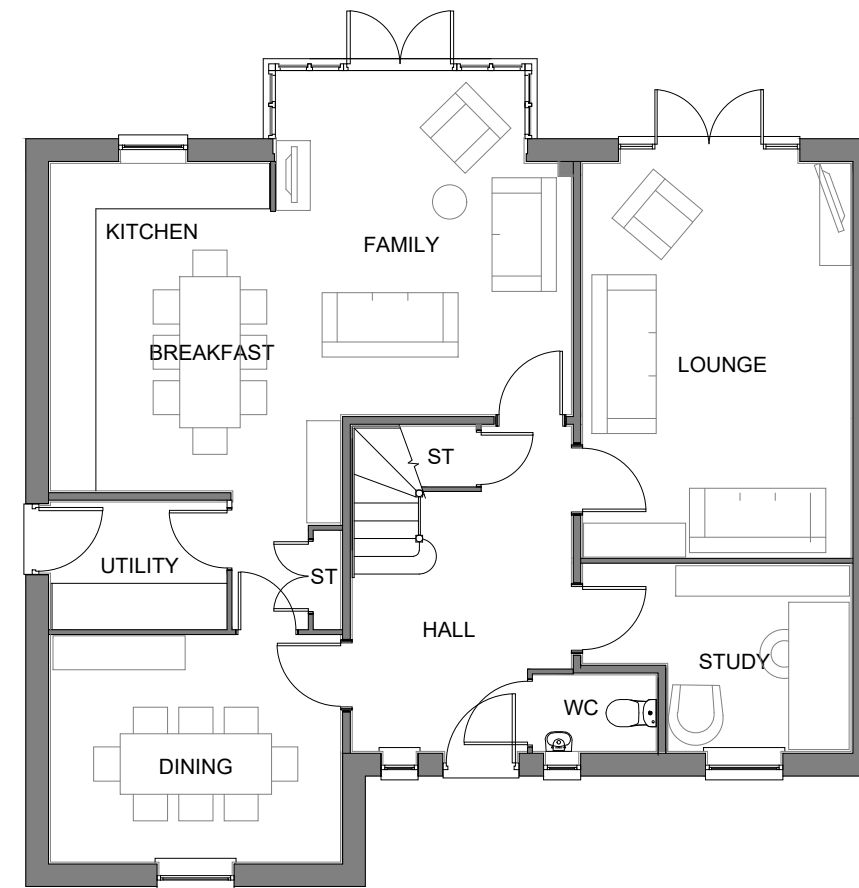 KITCHEN
FAMILY
BREAKFAST
LOUNGE
ST
UTILITY
ST
HALL
STUDY
WC
DINING